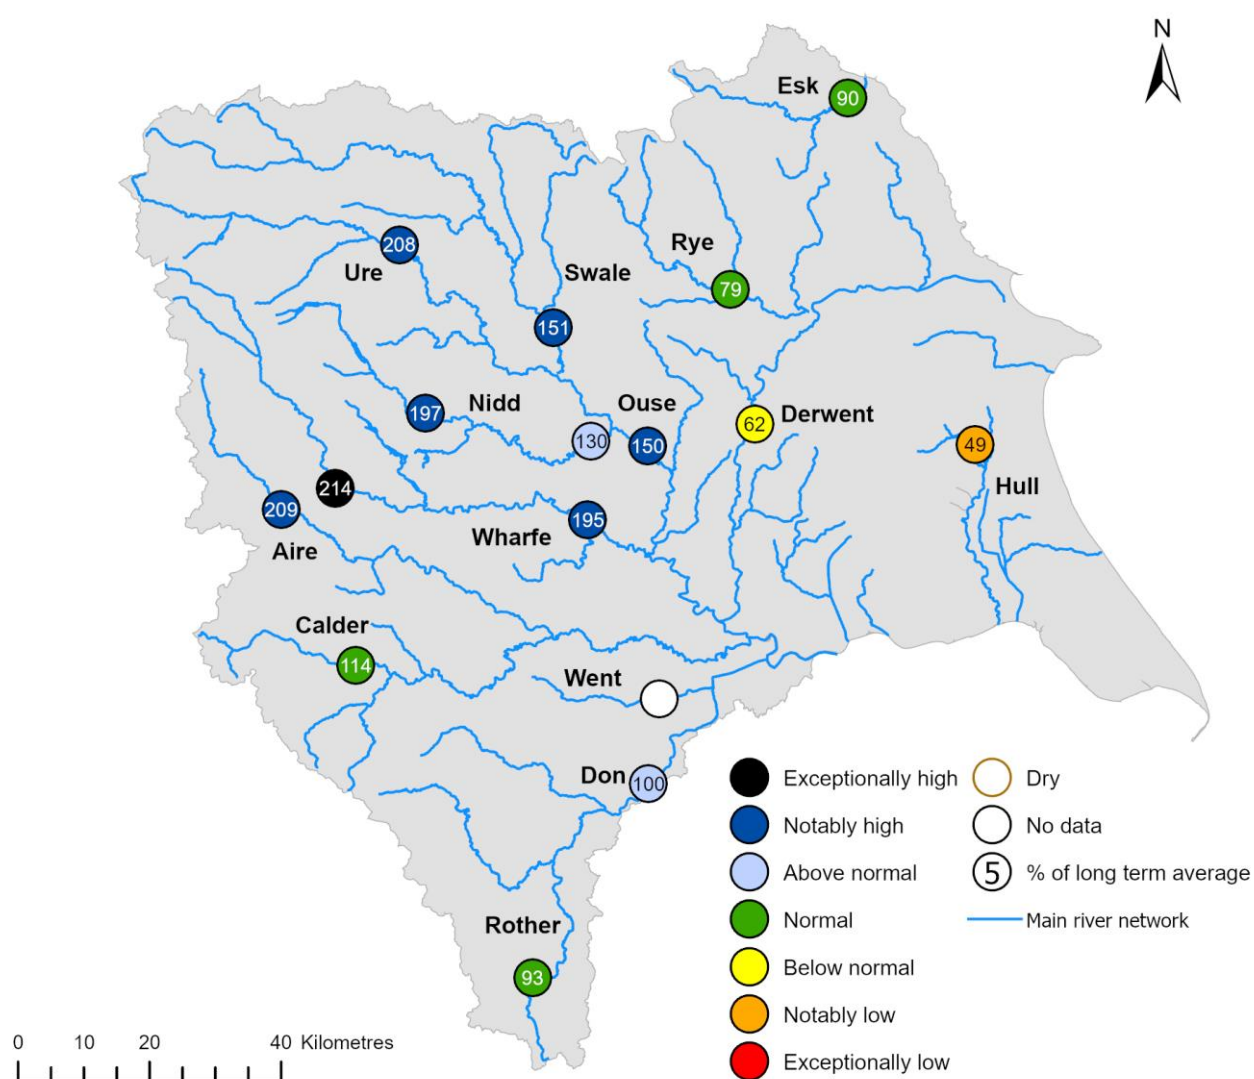 N
Esk
90
Rye
208
Ure
Swale
79
151
Nidd
Ouse
197
130
150
62
Derwent
49
Hull
214
209
Wharfe
195
Aire
Calder
114
Went
Don
100
Rother
93
Exceptionally high
Notably high
Above normal
Normal
Below normal
Notably low
Exceptionally low
Dry
No data
5 % of long term average
Main river network
0 10 20 40 Kilometres